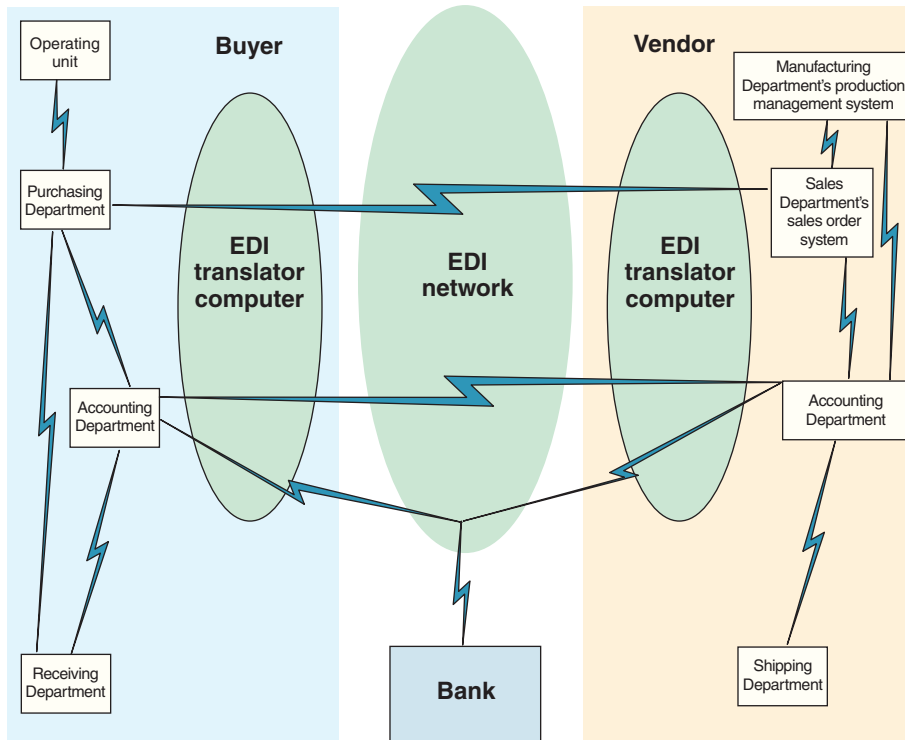 Buyer
Operating
unit
Purchasing
Department
EDI
translator
computer
Accounting
Department
Receiving
Department
EDI
network
Bank
Vendor
Manufacturing
Department's production
management system
Sales
Department's
sales order
system
EDI
translator
computer
Accounting
Department
Shipping
Department